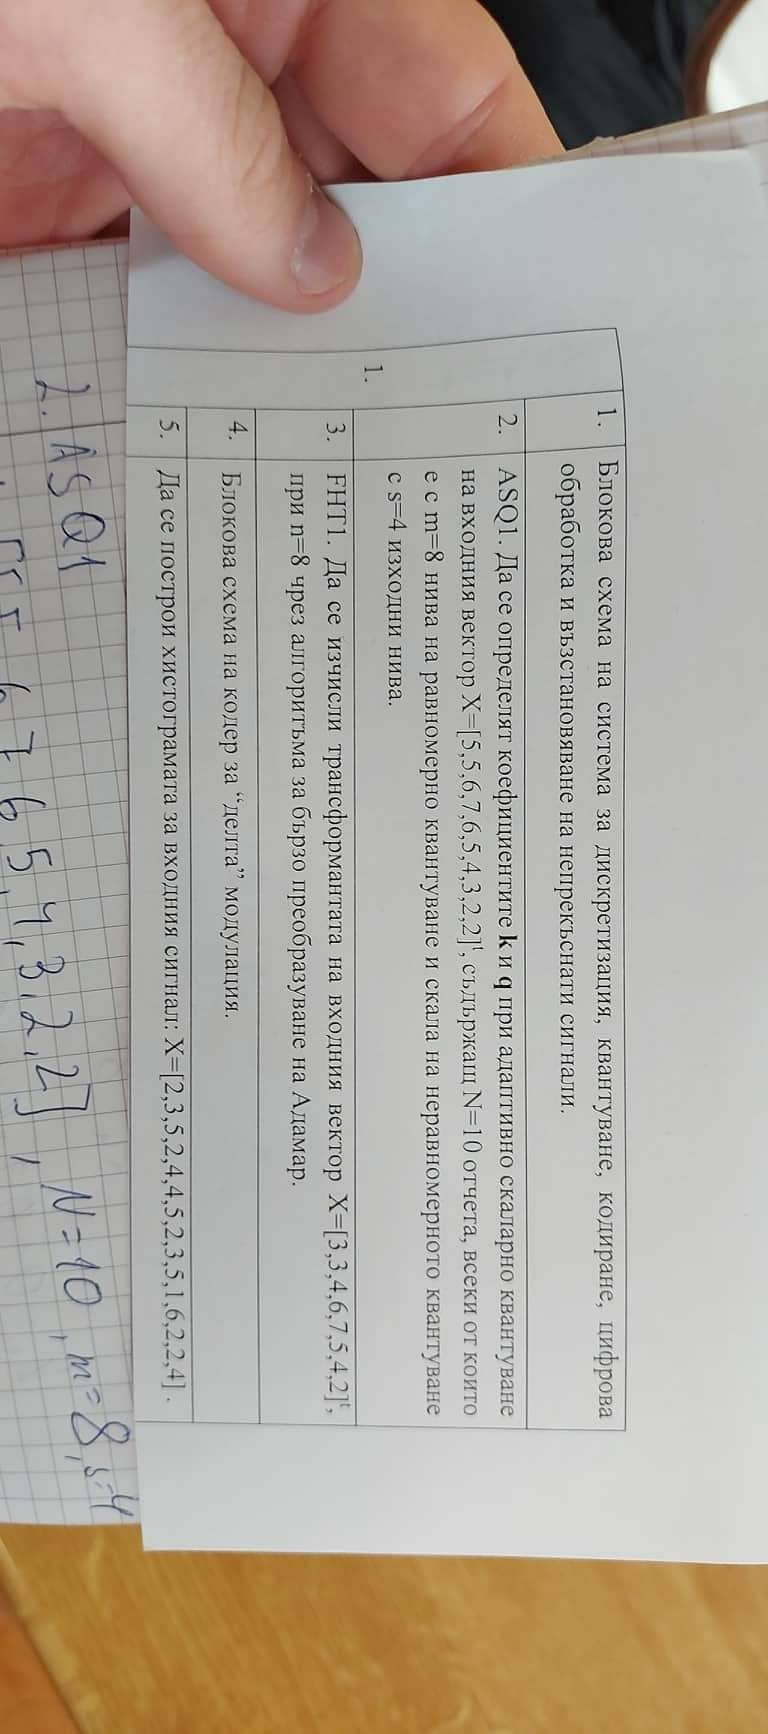 1.
1. Блокова схема на система за дискретизация, квантуване, кодиране, цифрова
обработка и възстановяване на непрекъснати сигнали.
2. ASQ1. Да се определят коефициентите k и q при адаптивно скаларно квантуване
на входния вектор X=[5,5,6,7,6,5,4,3,2,2]ᵗ, съдържащ N=10 отчета, всеки от които
е с m=8 нива на равномерно квантуване и скала на неравномерното квантуване
с s=4 изходни нива.
3. FHT1. Да се изчисли трансформантата на входния вектор X=[3,3,4,6,7,5,4,2]ᵗ,
при n=8 чрез алгоритъма за бързо преобразуване на Адамар.
4. Блокова схема на кодер за “делта” модулация.
5. Да се построи хистограмата за входния сигнал: X=[2,3,5,2,4,4,5,2,3,5,1,6,2,2,4] .
2. ASQ1
6 7 6, 5, 4, 3, 2, 2] , N=10, m=8, s=4